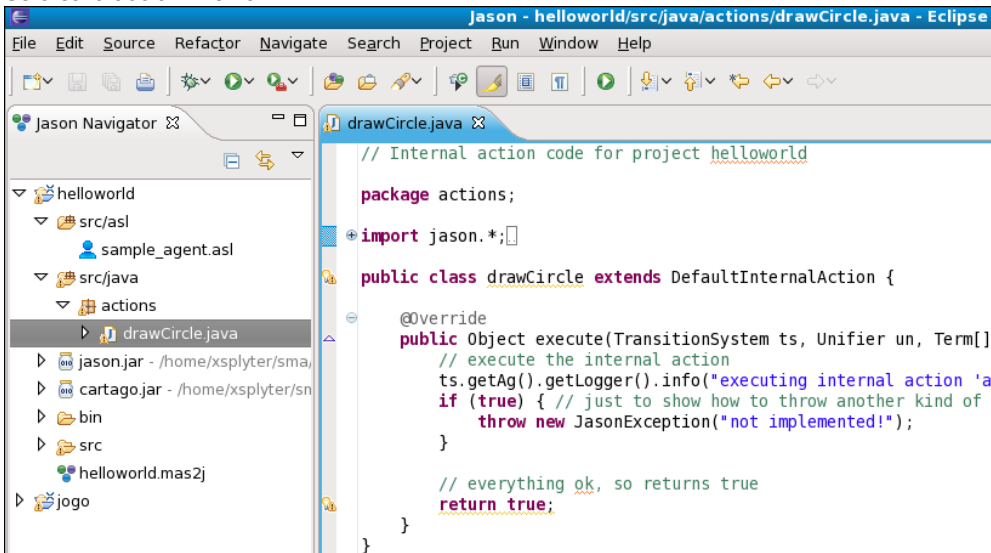 Jason - helloworld/src/java/actions/drawCircle.java - Eclipse
File Edit Source Refactor Navigate Search Project Run Window Help
Jason Navigator
helloworld
src/asl
sample_agent.asl
src/java
actions
drawCircle.java
jason.jar - /home/xsplyter/sma/
cartago.jar - /home/xsplyter/sm
bin
src
helloworld.mas2j
jogo
drawCircle.java
// Internal action code for project helloworld
package actions;
import jason.*;
public class drawCircle extends DefaultInternalAction {
@Override
public Object execute(TransitionSystem ts, Unifier un, Term[]
// execute the internal action
ts.getAg().getLogger().info("executing internal action 'a
if (true) { // just to show how to throw another kind of
throw new JasonException("not implemented!");
}
// everything ok, so returns true
return true;
}
}